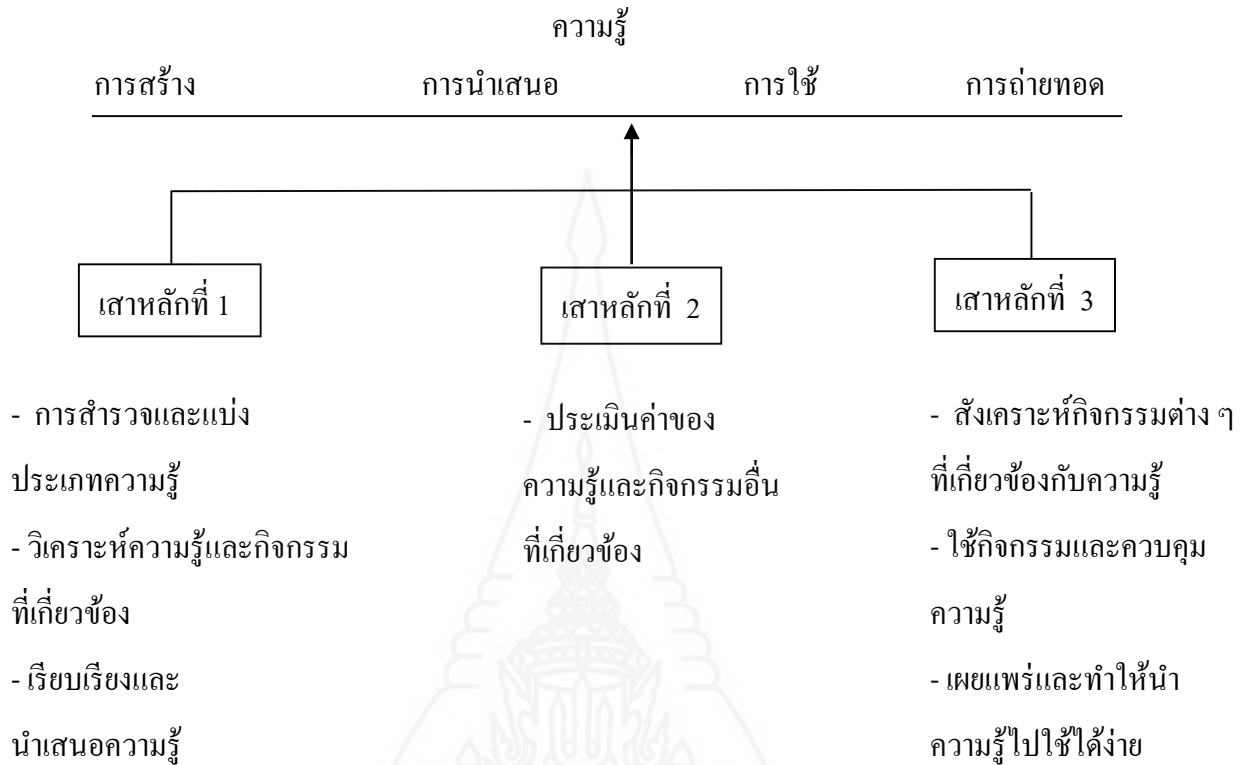 ความรู้
การสร้าง การนำเสนอ การใช้ การถ่ายทอด
เสาหลักที่ 1
- การสำรวจและแบ่ง
ประเภทความรู้
- วิเคราะห์ความรู้และกิจกรรม
ที่เกี่ยวข้อง
- เรียบเรียงและ
นำเสนอความรู้
เสาหลักที่ 2
- ประเมินค่าของ
ความรู้และกิจกรรมอื่น
ที่เกี่ยวข้อง
เสาหลักที่ 3
- สังเคราะห์กิจกรรมต่าง ๆ
ที่เกี่ยวข้องกับความรู้
- ใช้กิจกรรมและควบคุม
ความรู้
- เผยแพร่และทำให้นำ
ความรู้ไปใช้ได้ง่าย